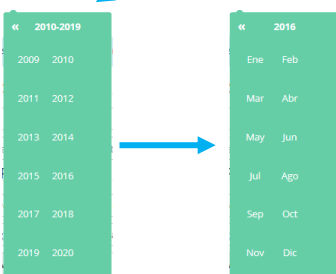 « 2010-2019
2009 2010
2011 2012
2013 2014
2015 2016
2017 2018
2019 2020
« 2016
Ene Feb
Mar Abr
May Jun
Jul Ago
Sep Oct
Nov Dic